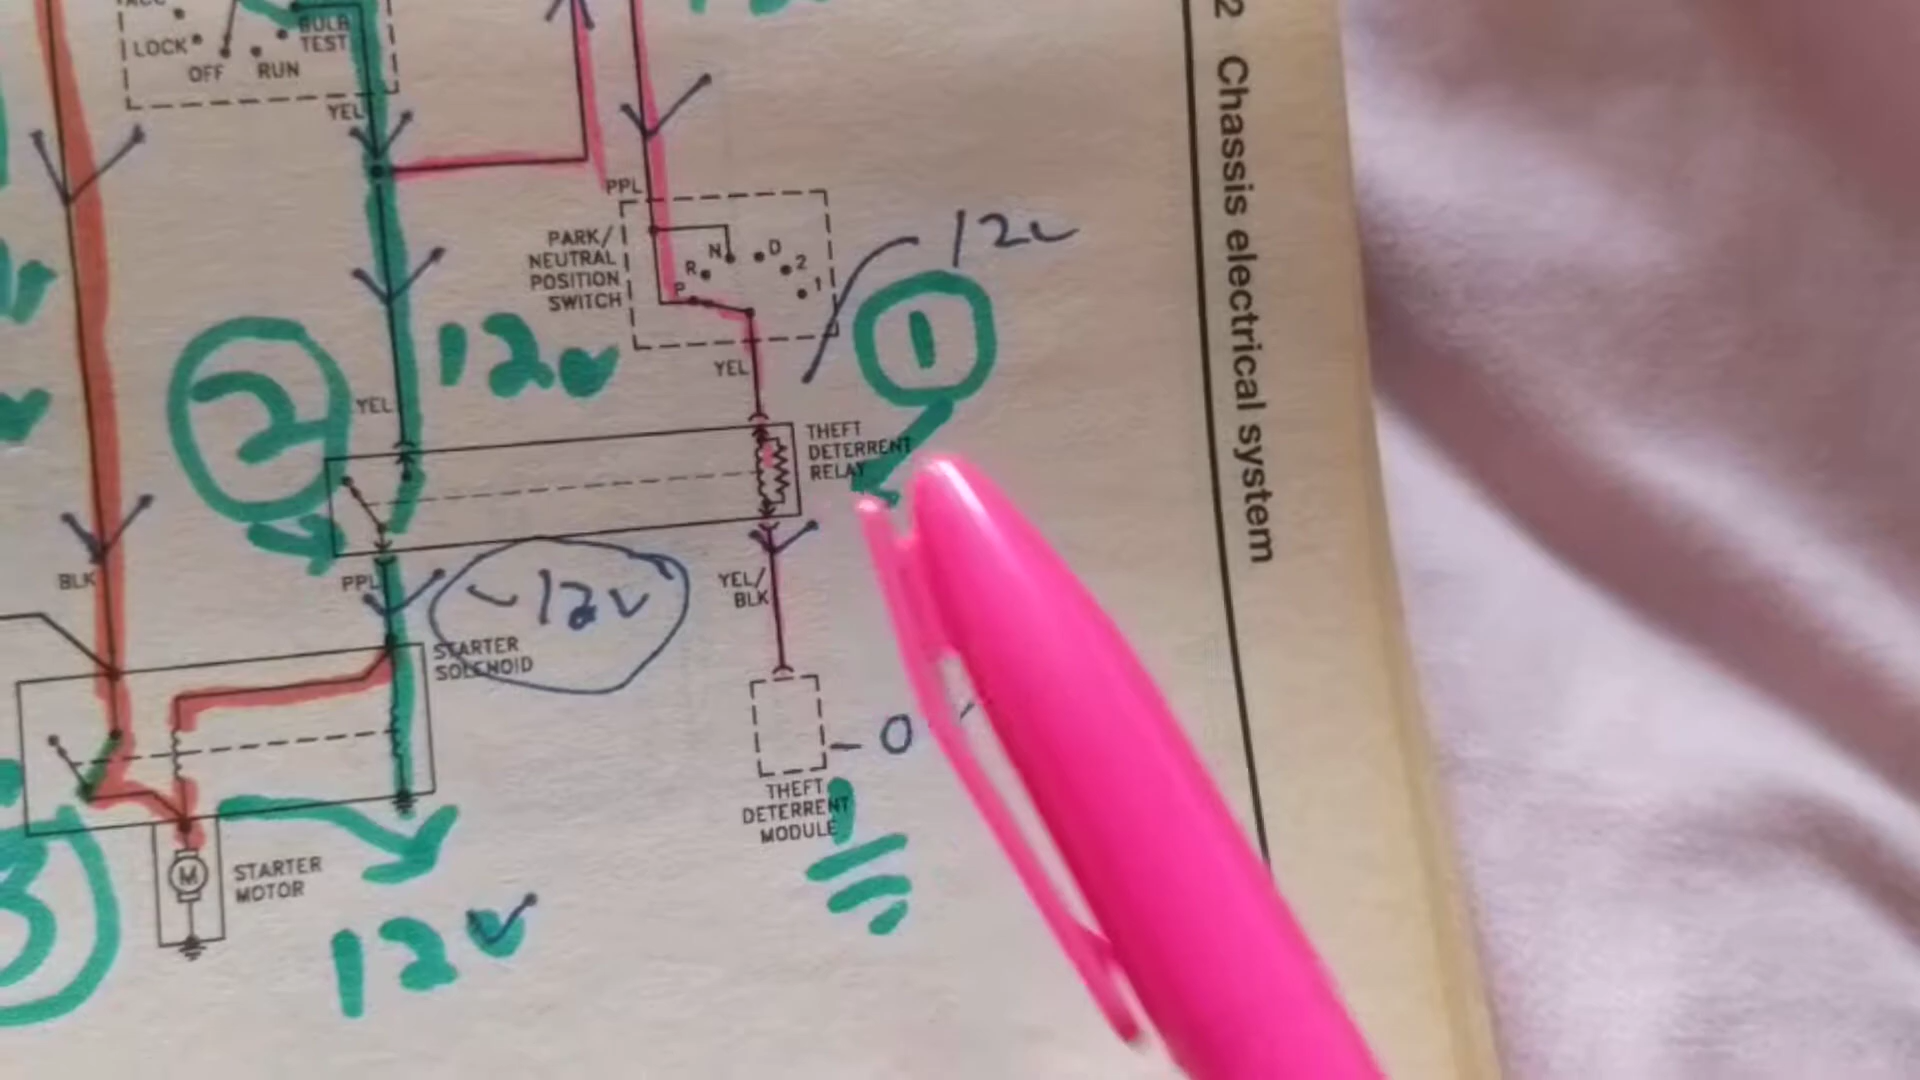 BULB
TEST
LOCK
OFF
RUN
YEL
PPL
PARK/
NEUTRAL
POSITION
SWITCH
N
D
R
2
P
1
12v
1
2
12v
YEL
YEL
THEFT
DETERRENT
RELAY
BLK
PPL
~12v
YEL/
BLK
STARTER
SOLENOID
0
THEFT
DETERRENT
MODULE
M
STARTER
MOTOR
3
12v
2 Chassis electrical system